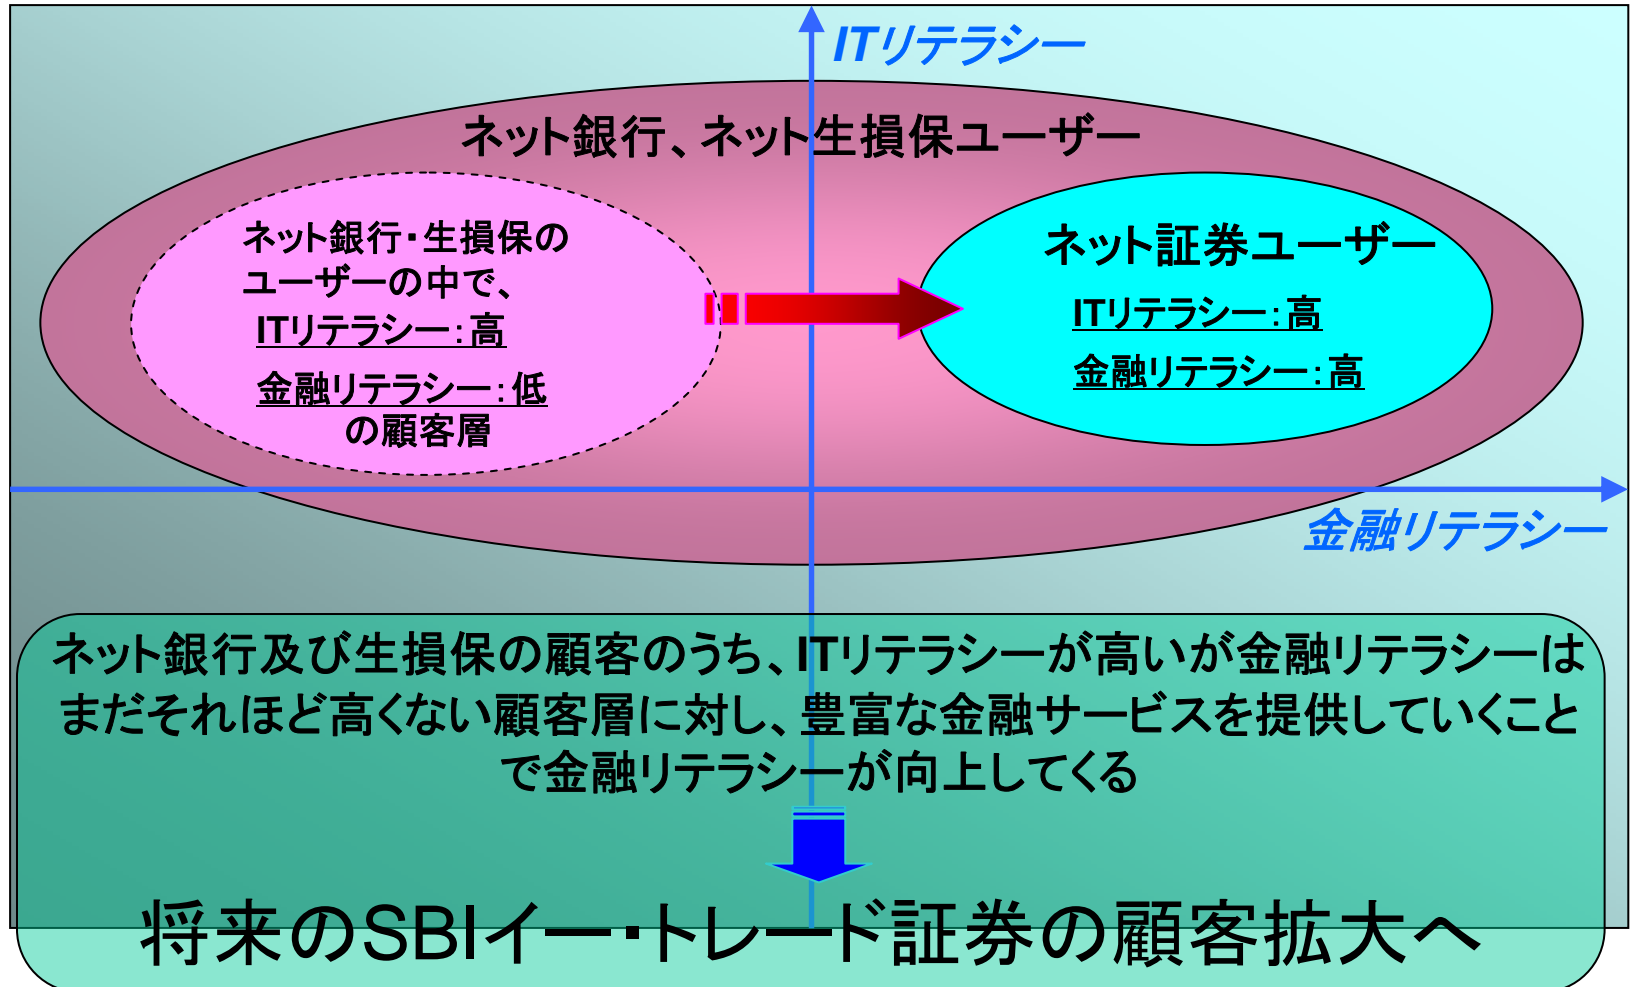 ITリテラシー
ネット銀行、ネット生損保ユーザー
ネット銀行・生損保の
ユーザーの中で、
ITリテラシー：高
金融リテラシー：低
の顧客層
ネット証券ユーザー
ITリテラシー：高
金融リテラシー：高
金融リテラシー
ネット銀行及び生損保の顧客のうち、ITリテラシーが高いが金融リテラシーは
まだそれほど高くない顧客層に対し、豊富な金融サービスを提供していくこと
で金融リテラシーが向上してくる
将来のSBIイー・トレード証券の顧客拡大へ